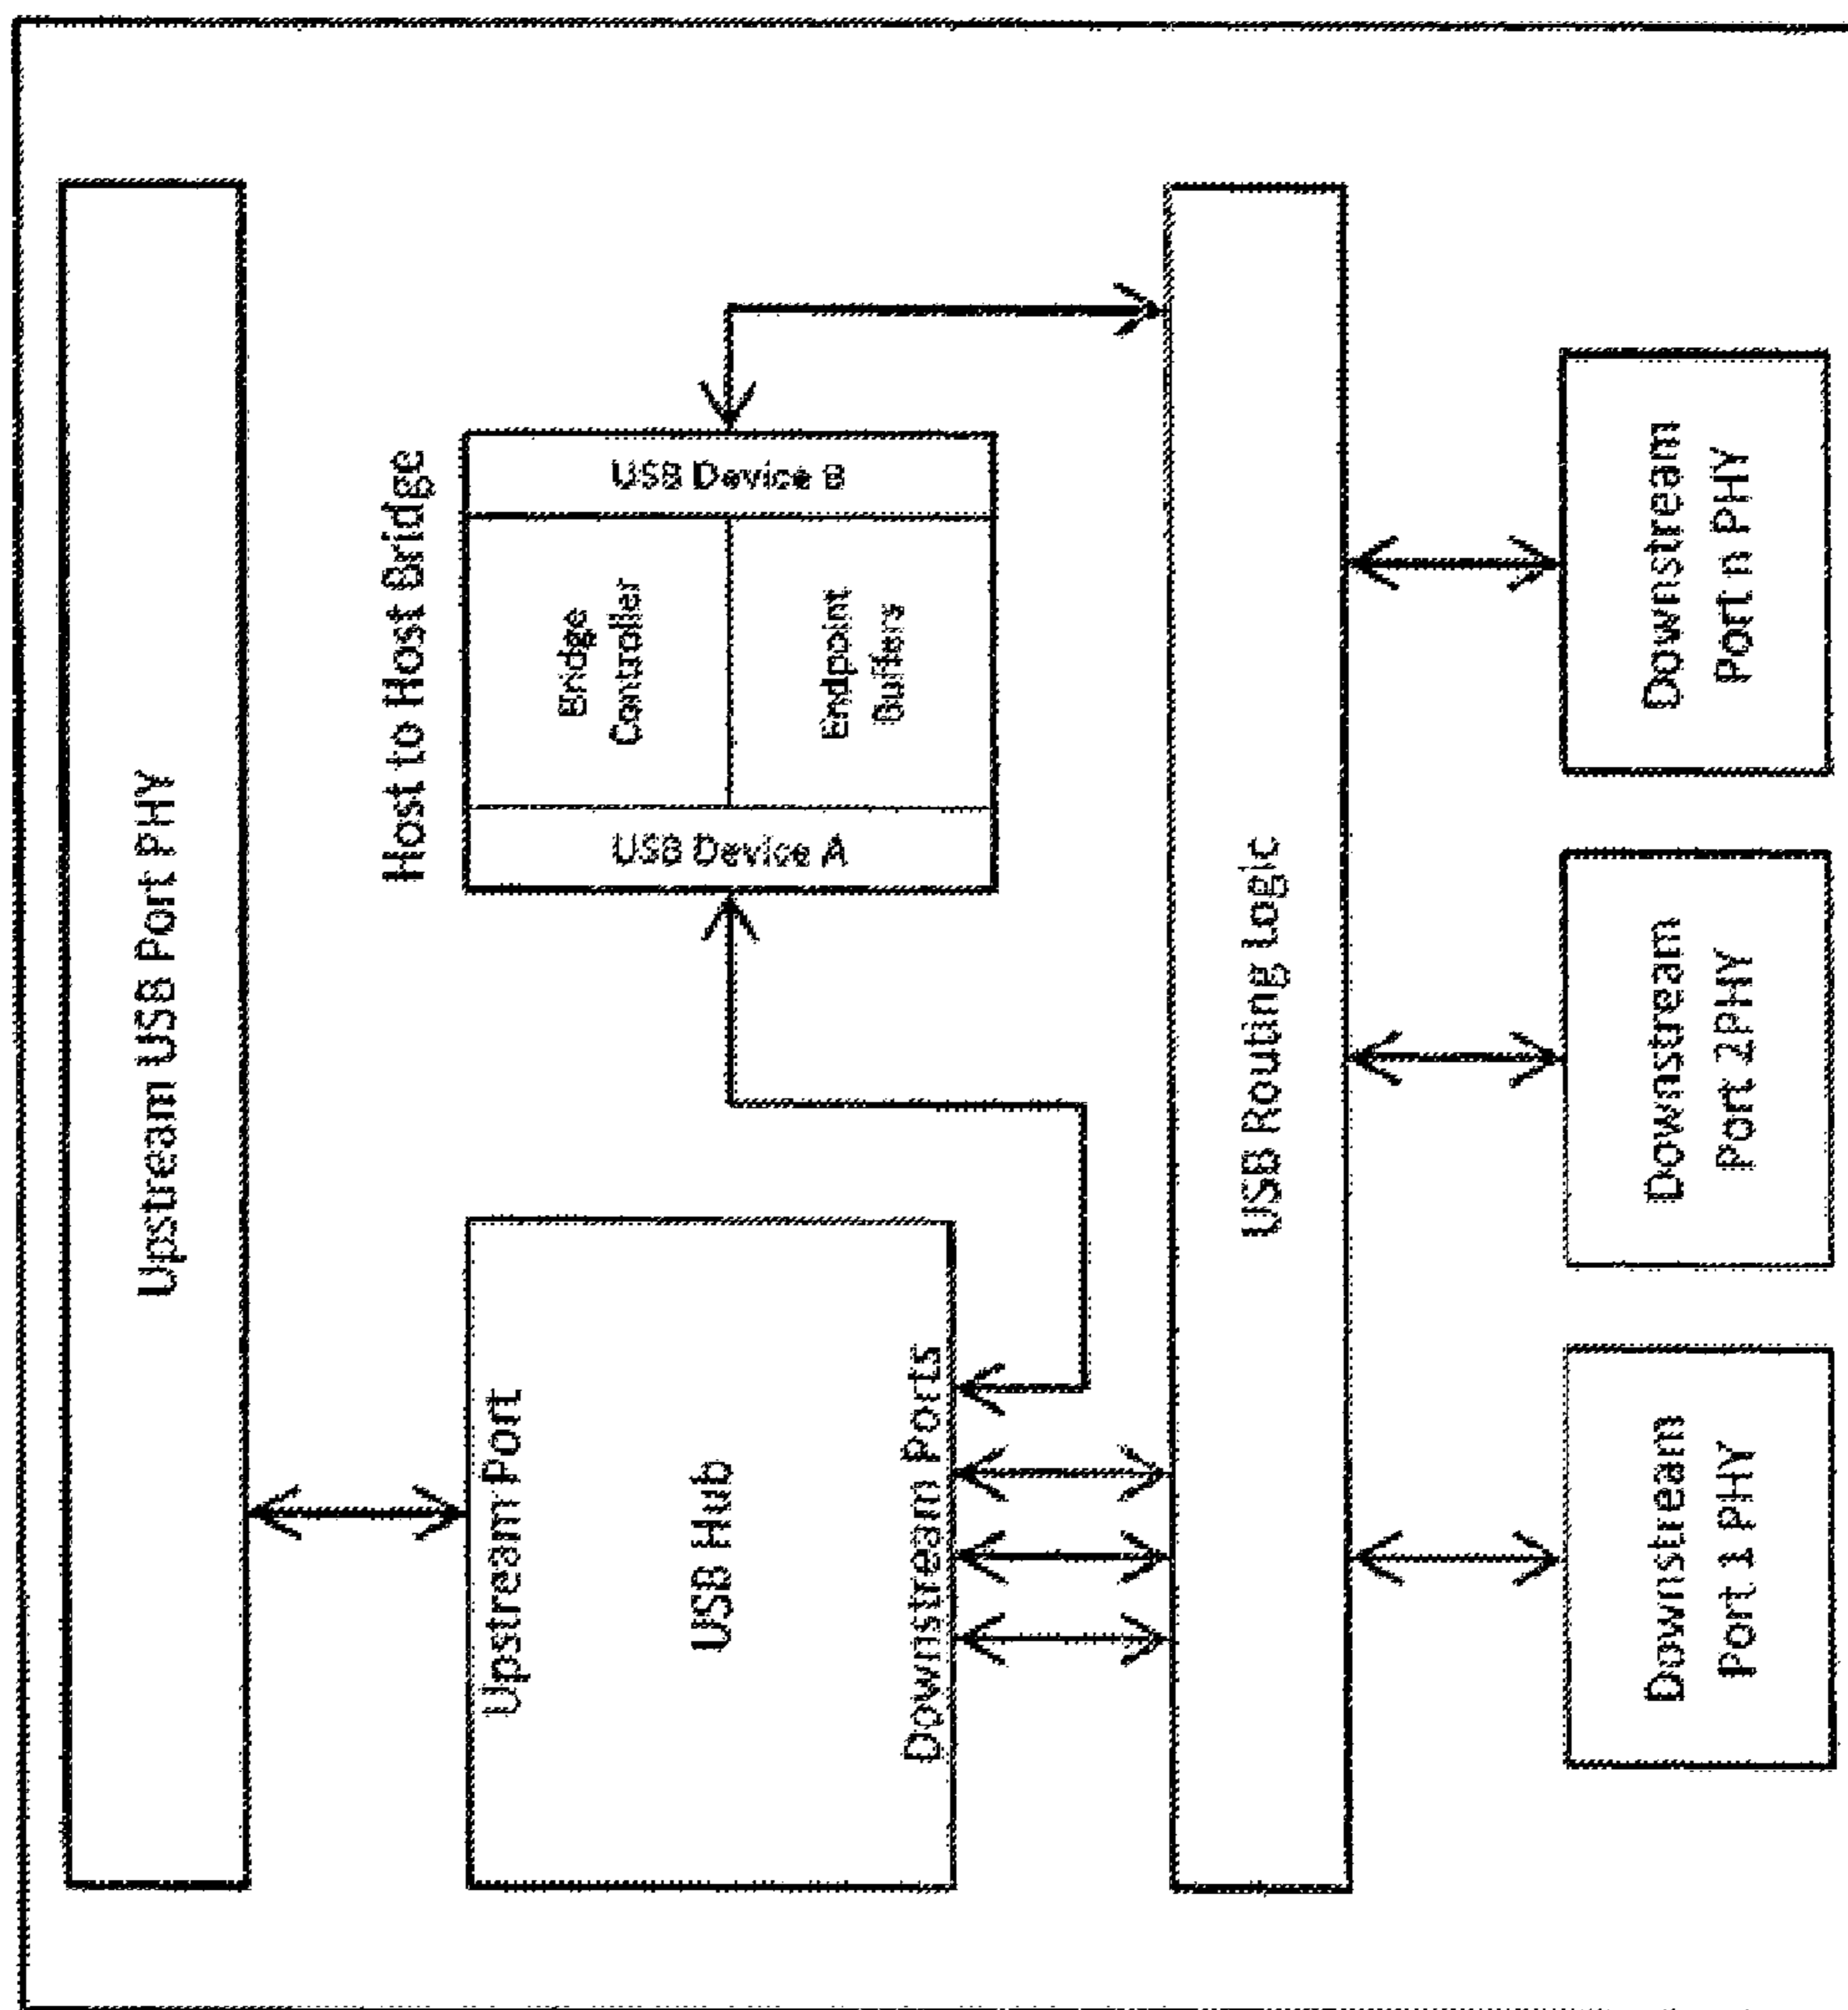 Upstream USB Port PHY
Upstream Port
USB Hub
Downstream Ports
Host to Host Bridge
USB Device A
Bridge
Controller
Endpoint
Buffers
USB Device B
USB Routing Logic
Downstream
Port 1 PHY
Downstream
Port 2PHY
Downstream
Port n PHY